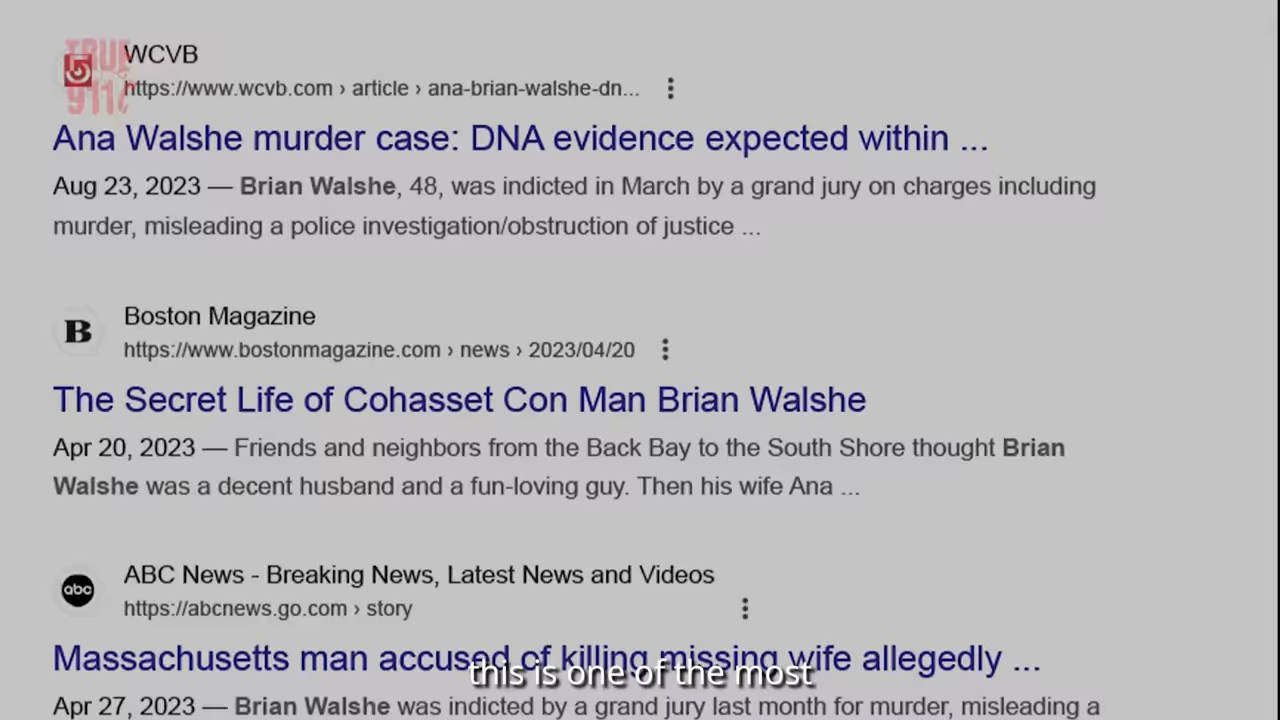 TRUE
911
WCVB
https://www.wcvb.com › article › ana-brian-walshe-dn...
Ana Walshe murder case: DNA evidence expected within ...
Aug 23, 2023 — Brian Walshe, 48, was indicted in March by a grand jury on charges including
murder, misleading a police investigation/obstruction of justice ...
B
Boston Magazine
https://www.bostonmagazine.com › news › 2023/04/20
The Secret Life of Cohasset Con Man Brian Walshe
Apr 20, 2023 — Friends and neighbors from the Back Bay to the South Shore thought Brian
Walshe was a decent husband and a fun-loving guy. Then his wife Ana ...
abc
ABC News - Breaking News, Latest News and Videos
https://abcnews.go.com › story
Massachusetts man accused of killing missing wife allegedly ...
this is one of the most
Apr 27, 2023 — Brian Walshe was indicted by a grand jury last month for murder, misleading a